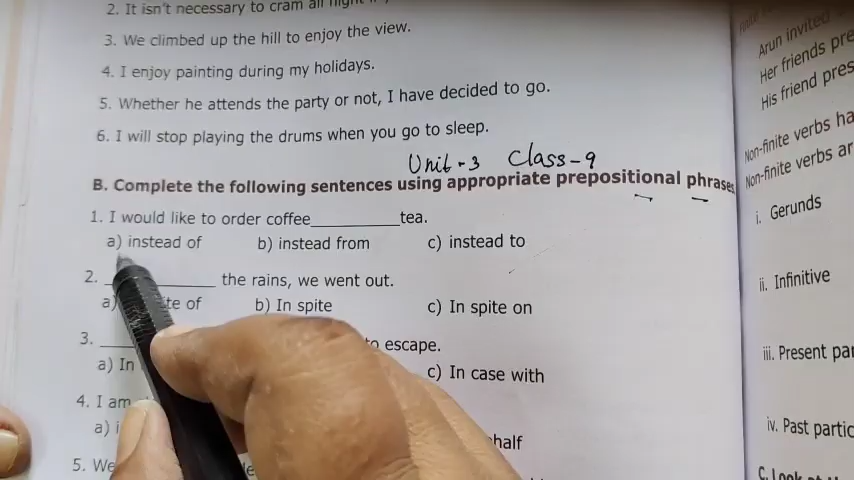 2. It isn't necessary to cram all night
3. We climbed up the hill to enjoy the view.
4. I enjoy painting during my holidays.
5. Whether he attends the party or not, I have decided to go.
6. I will stop playing the drums when you go to sleep.
Unit-3 Class-9
B. Complete the following sentences using appropriate prepositional phrases
1. I would like to order coffee__________tea.
a) instead of b) instead from c) instead to
2. __________ the rains, we went out.
a) of b) In spite c) In spite on
3. to escape.
a) In c) In case with
4. I am
a) half
5. We
Arun invited
Her friends pre
His friend pres
Non-finite verbs ha
Non-finite verbs ar
i. Gerunds
ii. Infinitive
iii. Present par
iv. Past partic
C. Look